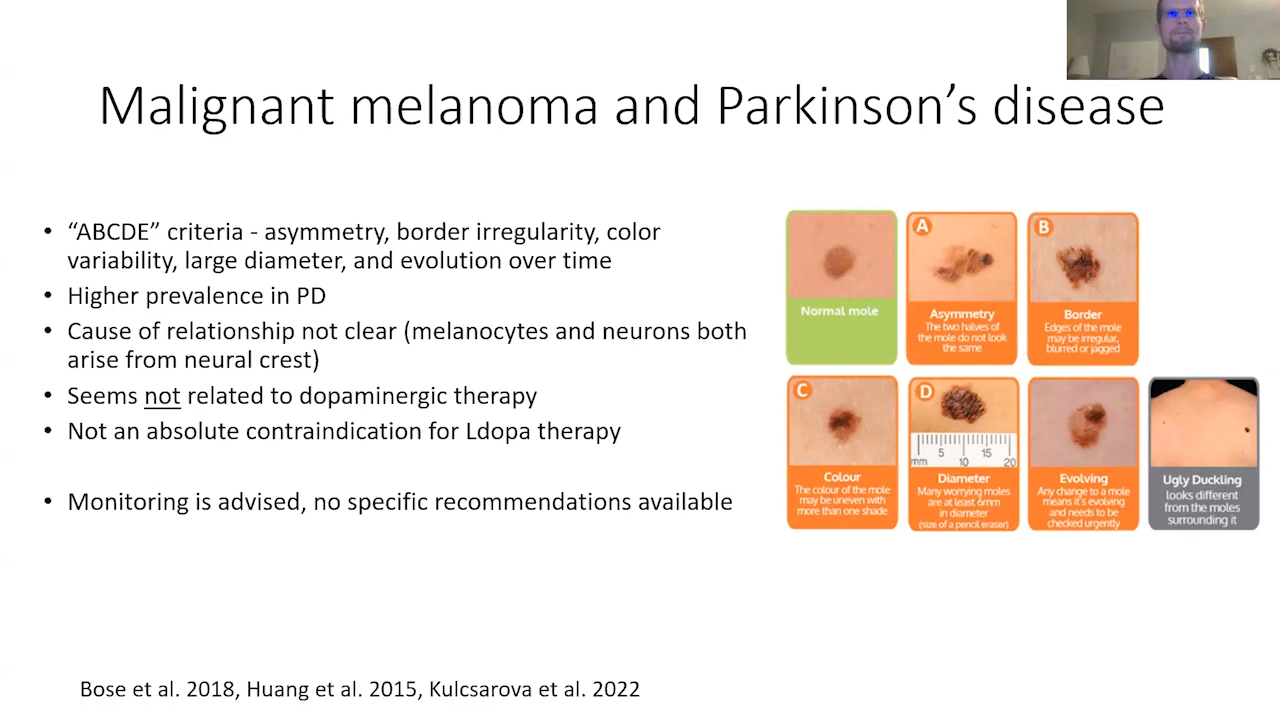 Malignant melanoma and Parkinson's disease
• "ABCDE" criteria - asymmetry, border irregularity, color
variability, large diameter, and evolution over time
• Higher prevalence in PD
• Cause of relationship not clear (melanocytes and neurons both
arise from neural crest)
• Seems not related to dopaminergic therapy
• Not an absolute contraindication for Ldopa therapy
• Monitoring is advised, no specific recommendations available
Normal mole
A
Asymmetry
The two halves of
the mole do not look
the same
B
Border
Edges of the mole
may be irregular,
blurred or jagged
C
Colour
The colour of the mole
may be uneven with
more than one shade
D
mm 5 10 15 20
Diameter
Many worrying moles
are at least 6mm
in diameter
(size of a pencil eraser)
Evolving
Any change to a mole
means it's evolving
and needs to be
checked urgently
Ugly Duckling
looks different
from the moles
surrounding it
Bose et al. 2018, Huang et al. 2015, Kulcsarova et al. 2022